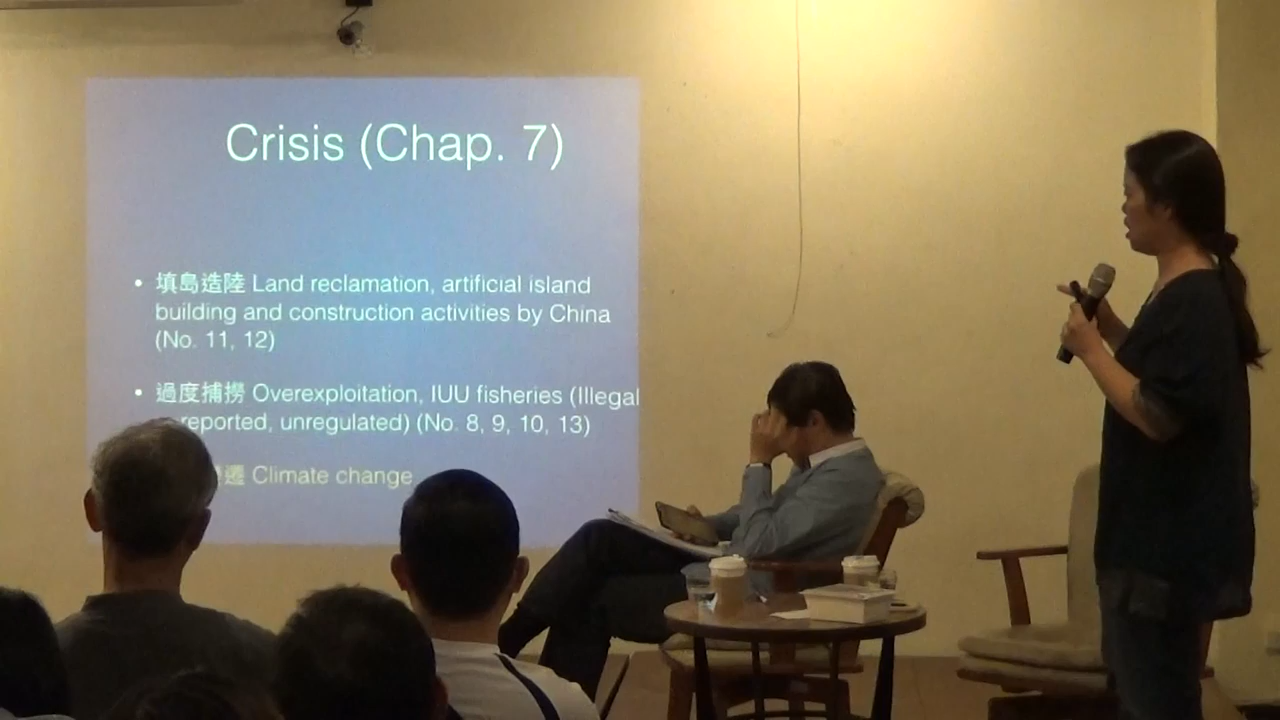 Crisis (Chap. 7)
• 填島造陸 Land reclamation, artificial island
building and construction activities by China
(No. 11, 12)
• 過度捕撈 Overexploitation, IUU fisheries (Illegal
reported, unregulated) (No. 8, 9, 10, 13)
遷 Climate change